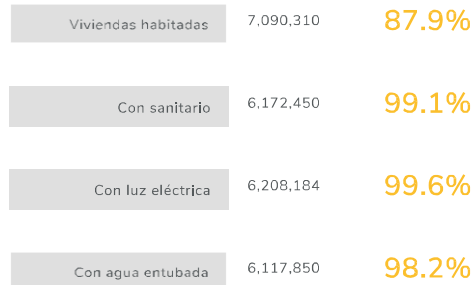 Viviendas habitadas 7,090,310 87.9%
Con sanitario 6,172,450 99.1%
Con luz eléctrica 6,208,184 99.6%
Con agua entubada 6,117,850 98.2%